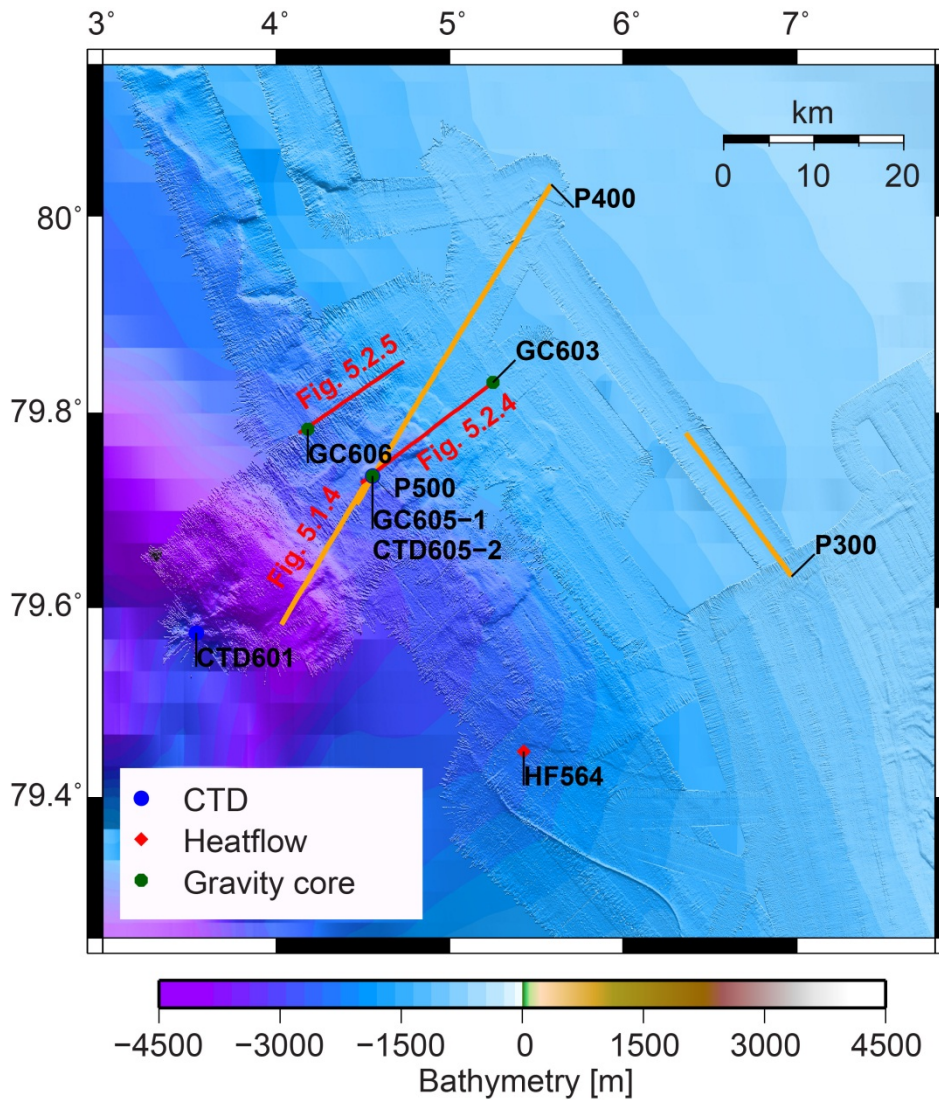 3° 4° 5° 6° 7°
km
0 10 20
P400
80°
GC603
Fig. 5.2.5
79.8°
Fig. 5.2.4
GC606
P500
GC605−1
CTD605−2
Fig. 5.1.4
P300
79.6°
CTD601
HF564
79.4°
CTD
Heatflow
Gravity core
−4500 −3000 −1500 0 1500 3000 4500
Bathymetry [m]